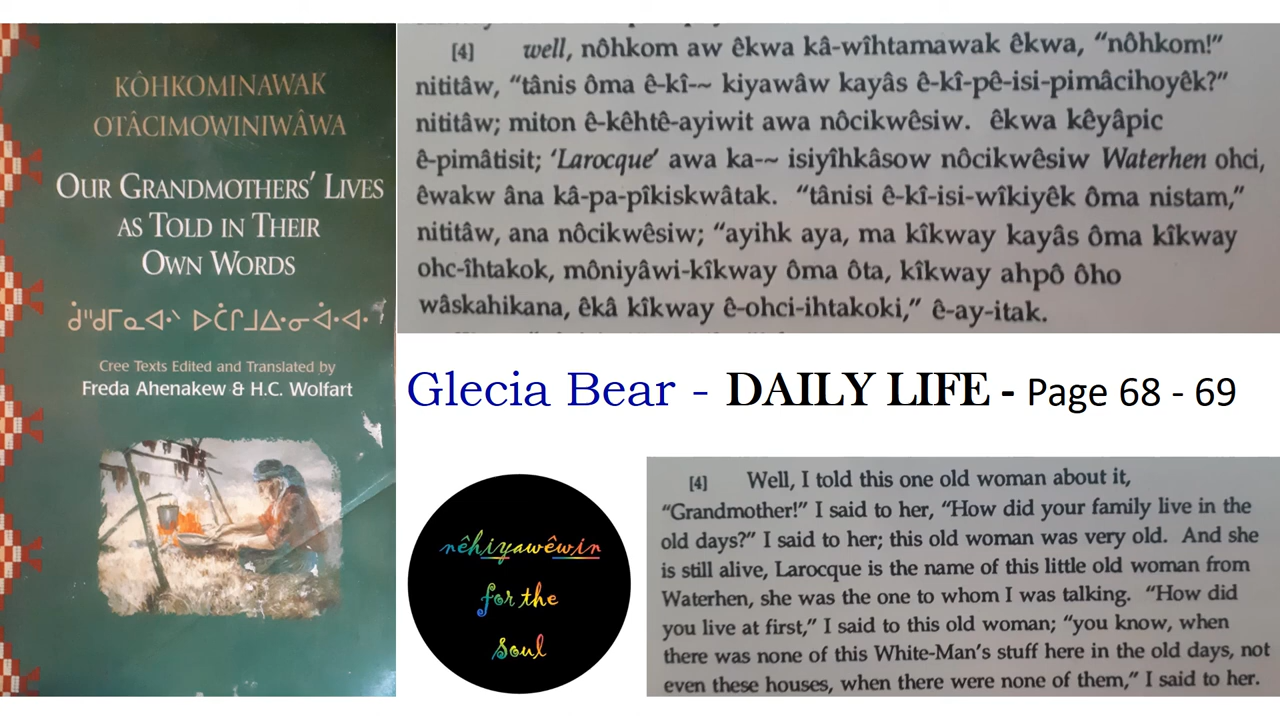 KÔHKOMINAWAK
OTÂCIMOWINIWÂWA
OUR GRANDMOTHERS' LIVES
AS TOLD IN THEIR
OWN WORDS
ᑰᐦᑯᒥᓇᐊᐧᐠ ᐅᑖᒋᒧᐃᐧᓂᐋᐧᐊᐧ
Cree Texts Edited and Translated by
Freda Ahenakew & H.C. Wolfart
[4] well, nôhkom aw êkwa kâ-wîhtamawak êkwa, “nôhkom!”
nititâw, “tânis ôma ê-kî-~ kiyawâw kayâs ê-kî-pê-isi-pimâcihoyêk?”
nititâw; miton ê-kêhtê-ayiwit awa nôcikwêsiw. êkwa kêyâpic
ê-pimâtisit; ‘Larocque’ awa ka-~ isiyîhkâsow nôcikwêsiw Waterhen ohci,
êwakw âna kâ-pa-pîkiskwâtak. “tânisi ê-kî-isi-wîkiyêk ôma nistam,”
nititâw, ana nôcikwêsiw; “ayihk aya, ma kîkway kayâs ôma kîkway
ohc-îhtakok, môniyâwi-kîkway ôma ôta, kîkway ahpô ôho
wâskahikana, êkâ kîkway ê-ohci-ihtakoki,” ê-ay-itak.
Glecia Bear - DAILY LIFE - Page 68 - 69
nêhiyawêwin
for the
soul
[4] Well, I told this one old woman about it,
“Grandmother!” I said to her, “How did your family live in the
old days?” I said to her; this old woman was very old. And she
is still alive, Larocque is the name of this little old woman from
Waterhen, she was the one to whom I was talking. “How did
you live at first,” I said to this old woman; “you know, when
there was none of this White-Man's stuff here in the old days, not
even these houses, when there were none of them,” I said to her.